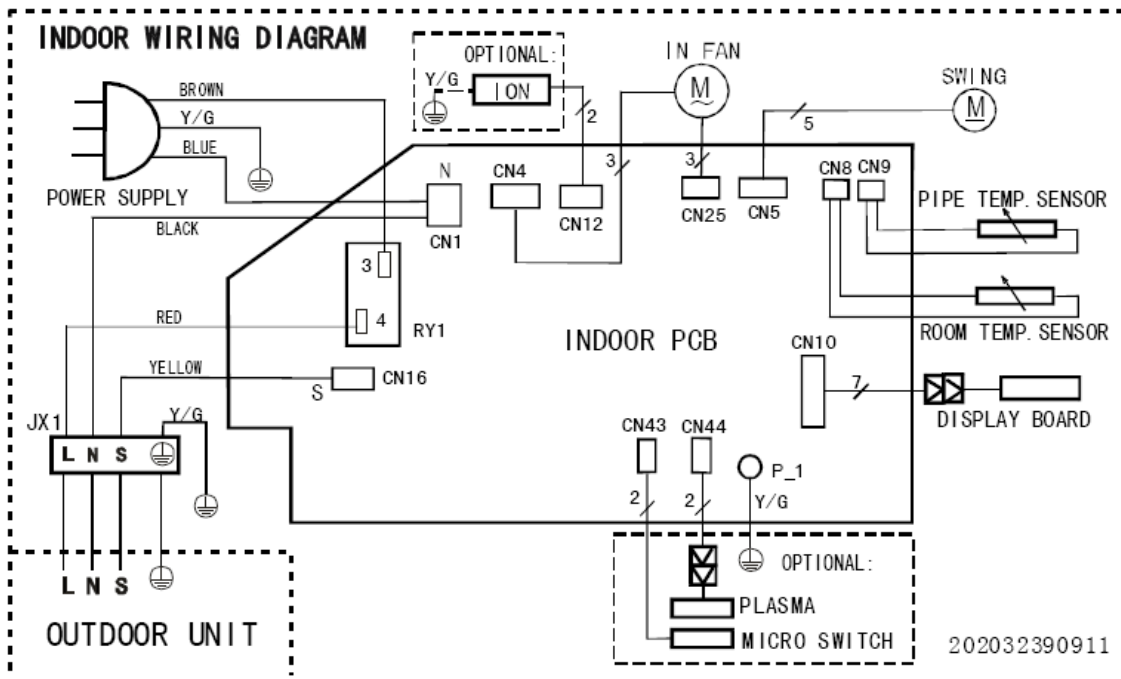 INDOOR WIRING DIAGRAM
OPTIONAL:
IN FAN
SWING
Y/G
ION
M
M
BROWN
2
5
Y/G
BLUE
3
3
N
CN4
CN8
CN9
POWER SUPPLY
CN12
CN25
CN5
PIPE TEMP. SENSOR
BLACK
CN1
3
RED
4
RY1
INDOOR PCB
CN10
ROOM TEMP. SENSOR
YELLOW
S
CN16
7
DISPLAY BOARD
JX1
Y/G
CN43
CN44
L N S
P_1
2
2
Y/G
OPTIONAL:
L N S
PLASMA
OUTDOOR UNIT
MICRO SWITCH
202032390911